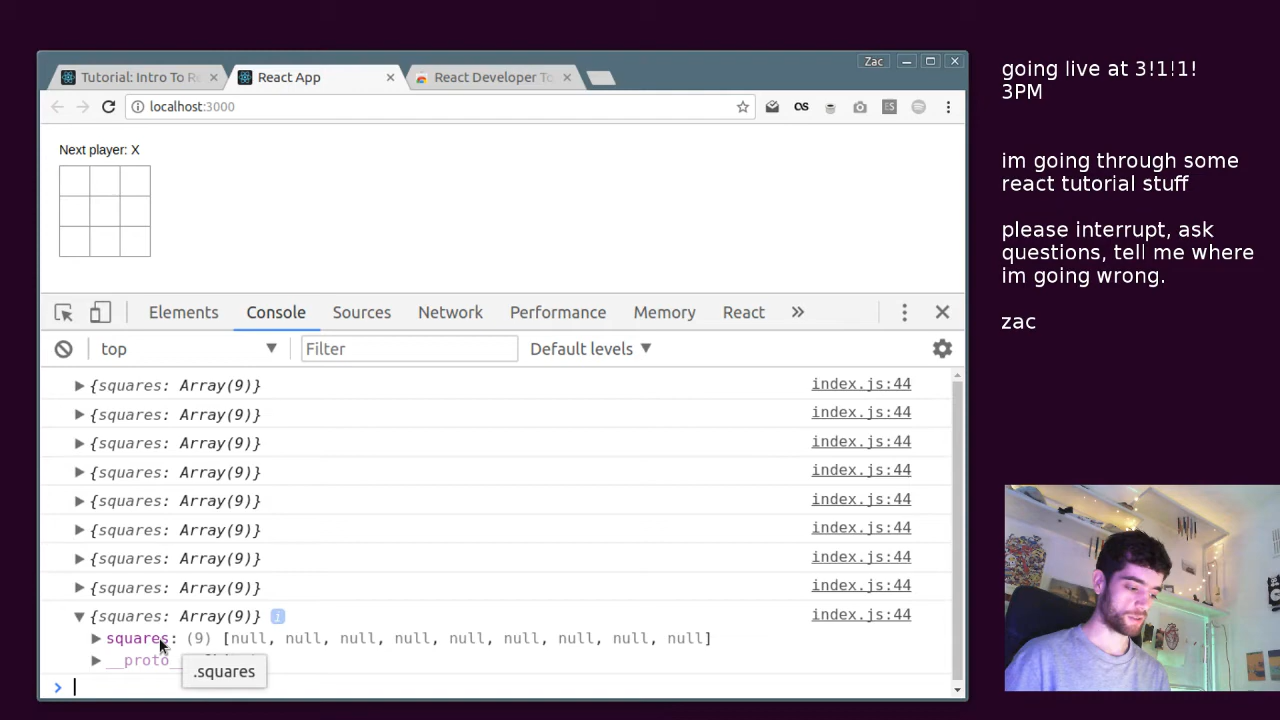 Zac
Tutorial: Intro To Re
React App
React Developer To
localhost:3000
Next player: X
Elements
Console
Sources
Network
Performance
Memory
React
top
Filter
Default levels
{squares: Array(9)} index.js:44
{squares: Array(9)} index.js:44
{squares: Array(9)} index.js:44
{squares: Array(9)} index.js:44
{squares: Array(9)} index.js:44
{squares: Array(9)} index.js:44
{squares: Array(9)} index.js:44
{squares: Array(9)} index.js:44
{squares: Array(9)} i index.js:44
squares: (9) [null, null, null, null, null, null, null, null, null]
__proto_
.squares
going live at 3!1!1!
3PM
im going through some
react tutorial stuff
please interrupt, ask
questions, tell me where
im going wrong.
zac